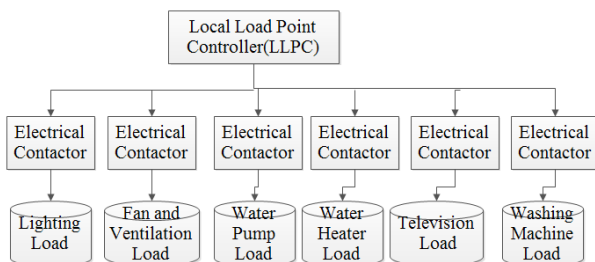 Local Load Point
Controller(LLPC)
Electrical
Contactor
Electrical
Contactor
Electrical
Contactor
Electrical
Contactor
Electrical
Contactor
Electrical
Contactor
Lighting
Load
Fan and
Ventilation
Load
Water
Pump
Load
Water
Heater
Load
Television
Load
Washing
Machine
Load